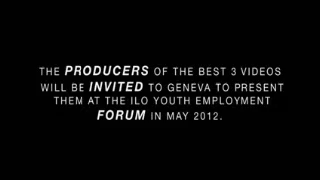 THE PRODUCERS OF THE BEST 3 VIDEOS
WILL BE INVITED TO GENEVA TO PRESENT
THEM AT THE ILO YOUTH EMPLOYMENT
FORUM IN MAY 2012.